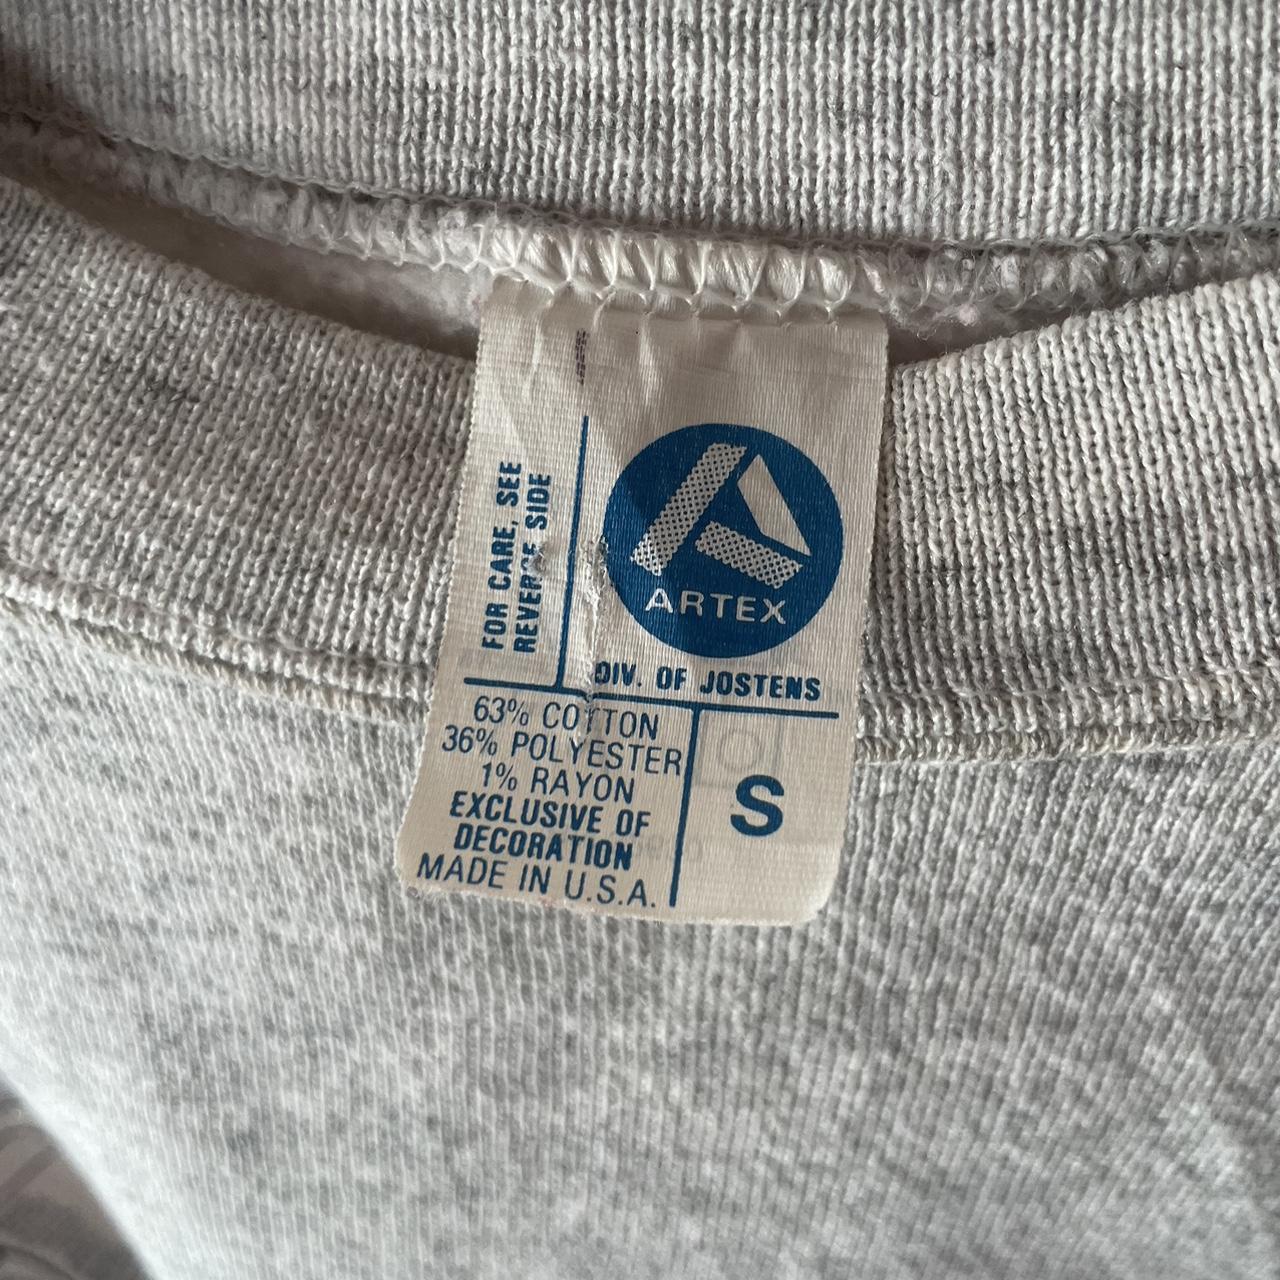 FOR CARE, SEE
REVERSE SIDE
ARTEX
DIV. OF JOSTENS
63% COTTON
36% POLYESTER
1% RAYON
EXCLUSIVE OF
DECORATION
MADE IN U.S.A.
S